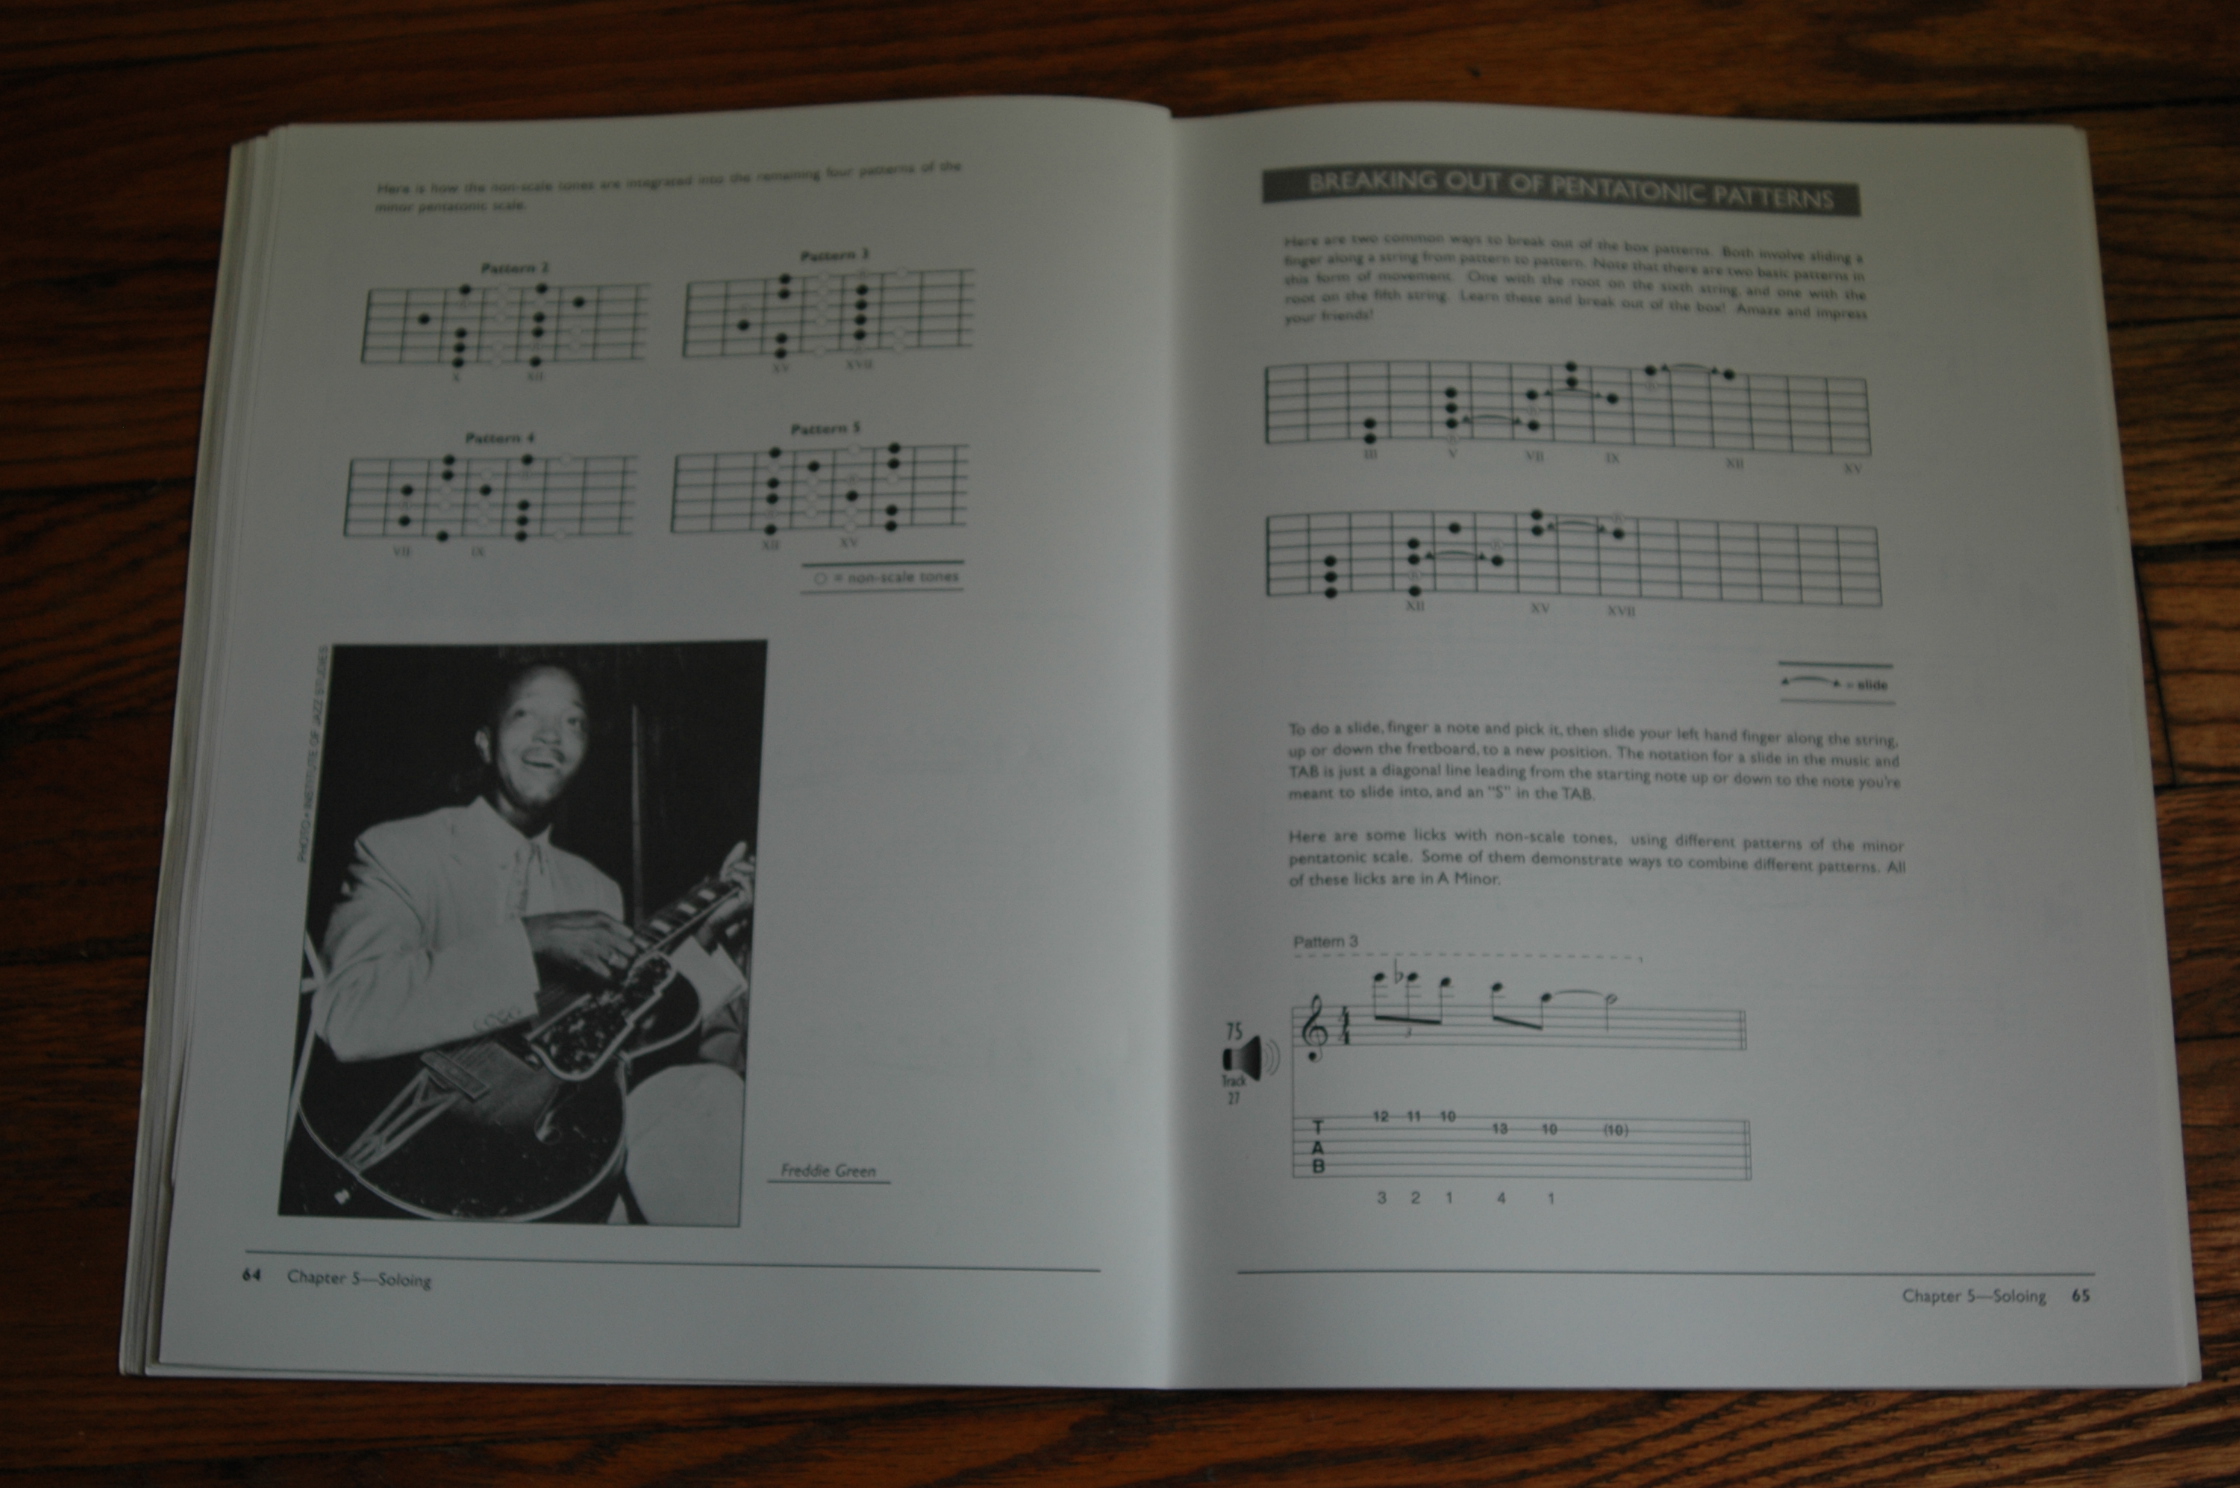 Here is how the non-scale tones are integrated into the remaining four patterns of the
minor pentatonic scale.
Pattern 2
X XII
Pattern 3
XV XVII
Pattern 4
VII IX
Pattern 5
XII XV
= non-scale tones
PHOTO • INSTITUTE OF JAZZ STUDIES
Freddie Green
64 Chapter 5—Soloing
BREAKING OUT OF PENTATONIC PATTERNS
Here are two common ways to break out of the box patterns. Both involve sliding a
finger along a string from pattern to pattern. Note that there are two basic patterns in
this form of movement. One with the root on the sixth string, and one with the
root on the fifth string. Learn these and break out of the box! Amaze and impress
your friends!
III V VII IX XII XV
XII XV XVII
= slide
To do a slide, finger a note and pick it, then slide your left hand finger along the string,
up or down the fretboard, to a new position. The notation for a slide in the music and
TAB is just a diagonal line leading from the starting note up or down to the note you're
meant to slide into, and an "S" in the TAB.
Here are some licks with non-scale tones, using different patterns of the minor
pentatonic scale. Some of them demonstrate ways to combine different patterns. All
of these licks are in A Minor.
Pattern 3
75
Track
27
4
4
3
T
A
B
12 11 10 13 10 (10)
3 2 1 4 1
Chapter 5—Soloing 65